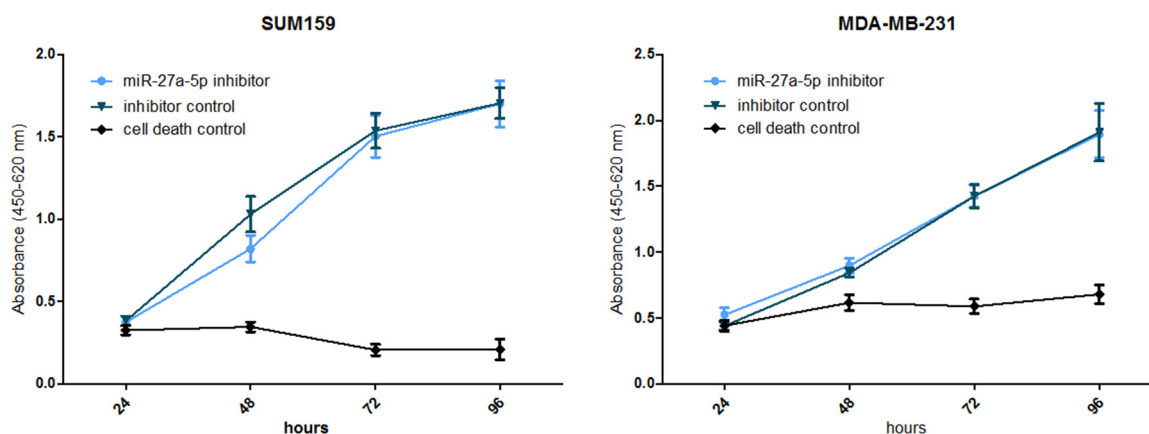 SUM159
Absorbance (450-620 nm)
2.0
1.5
1.0
0.5
0.0
miR-27a-5p inhibitor
inhibitor control
cell death control
24
48
72
96
hours
MDA-MB-231
Absorbance (450-620 nm)
2.5
2.0
1.5
1.0
0.5
0.0
miR-27a-5p inhibitor
inhibitor control
cell death control
24
48
72
96
hours